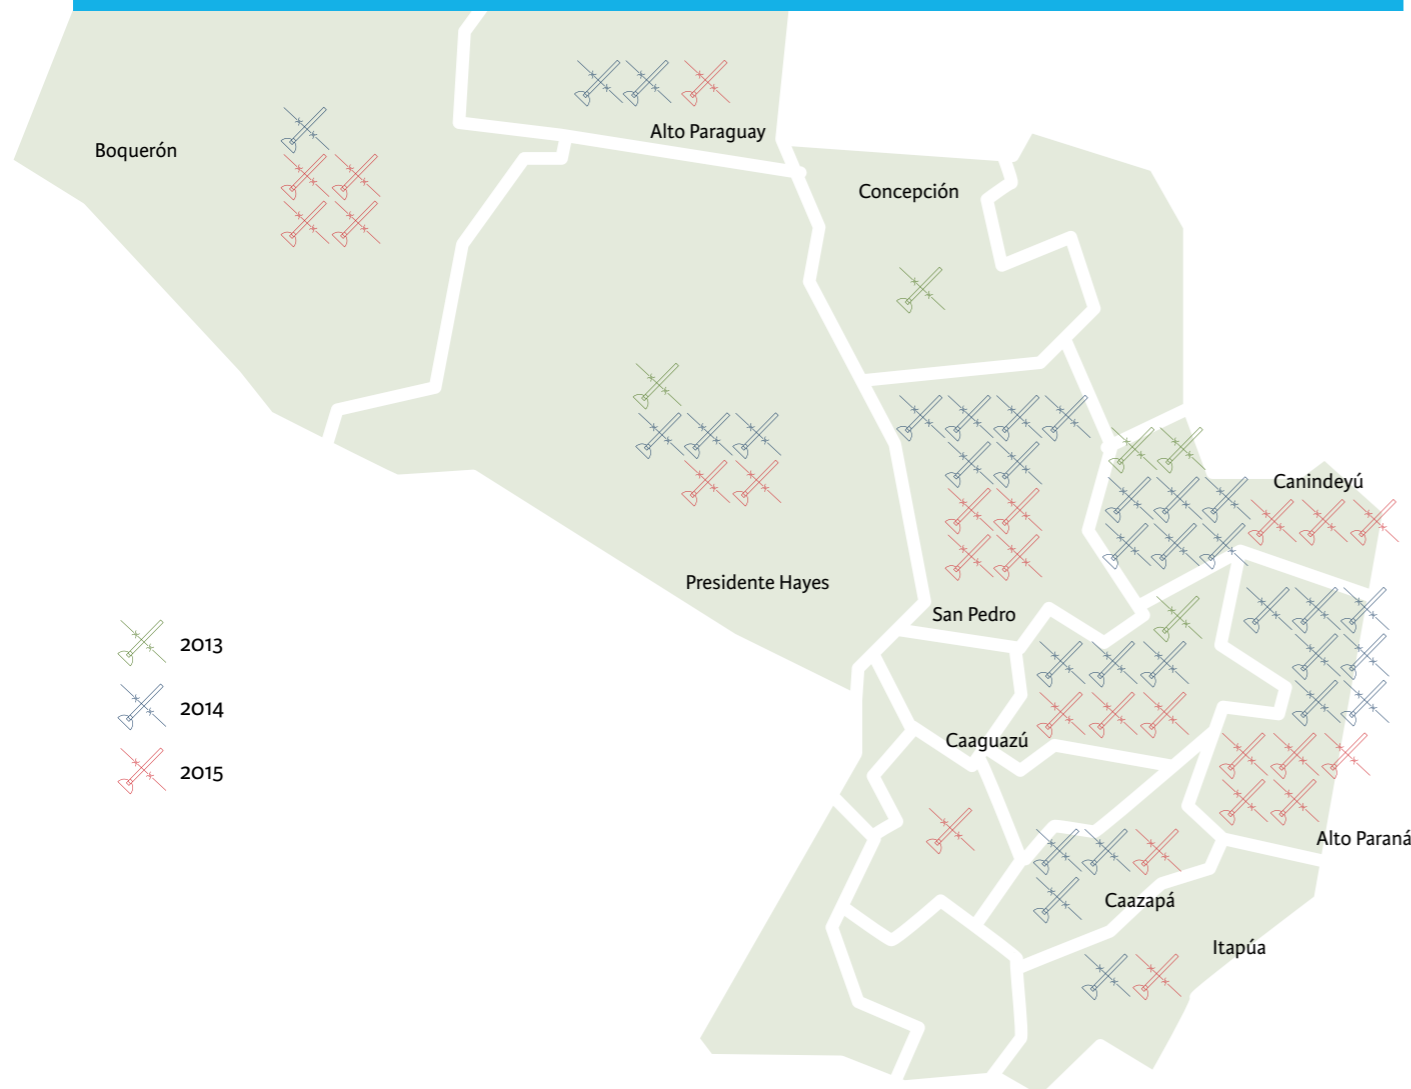 Alto Paraguay
Boquerón
Concepción
Canindeyú
Presidente Hayes
San Pedro
2013
2014
2015
Caaguazú
Alto Paraná
Caazapá
Itapúa